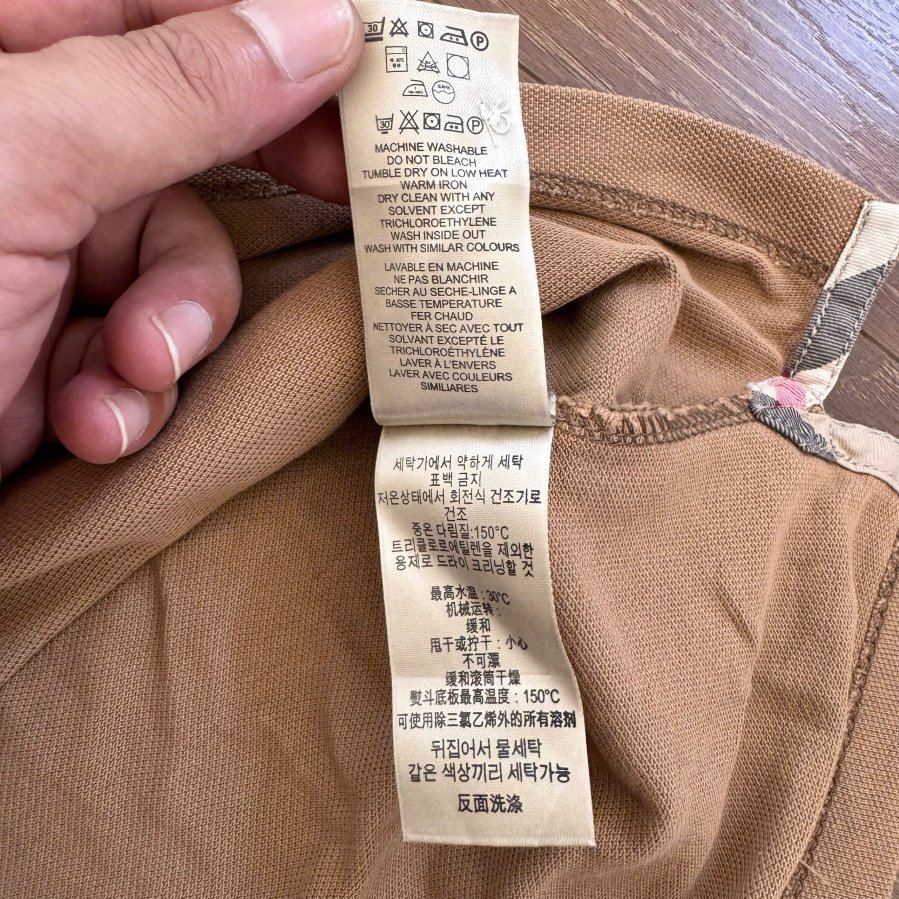 30 P
30 P
MACHINE WASHABLE
DO NOT BLEACH
TUMBLE DRY ON LOW HEAT
WARM IRON
DRY CLEAN WITH ANY
SOLVENT EXCEPT
TRICHLOROETHYLENE
WASH INSIDE OUT
WASH WITH SIMILAR COLOURS
LAVABLE EN MACHINE
NE PAS BLANCHIR
SECHER AU SECHE-LINGE A
BASSE TEMPERATURE
FER CHAUD
NETTOYER À SEC AVEC TOUT
SOLVANT EXCEPTÉ LE
TRICHLOROÉTHYLÈNE
LAVER À L'ENVERS
LAVER AVEC COULEURS
SIMILIARES
세탁기에서 약하게 세탁
표백 금지
저온상태에서 회전식 건조기로
건조
중온 다림질:150°C
트리클로로에틸렌을 제외한
용제로 드라이 크리닝할 것
最高水温:30°C
机械运转:
缓和
甩干或拧干:小心
不可漂
缓和滚筒干燥
熨斗底板最高温度:150°C
可使用除三氯乙烯外的所有溶剂
뒤집어서 물세탁
같은 색상끼리 세탁가능
反面洗涤